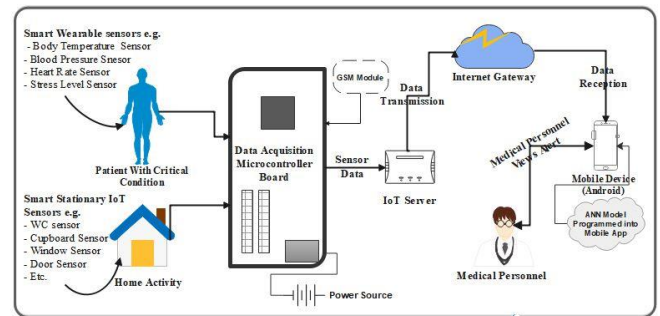 Smart Wearable sensors e.g.
- Body Temperature Sensor
- Blood Pressure Snesor
- Heart Rate Sensor
- Stress Level Sensor
Patient With Critical
Condition
Smart Stationary IoT
Sensors e.g.
- WC sensor
- Cupboard Sensor
- Window Sensor
- Door Sensor
- Etc.
Home Activity
Data Acquisition
Microcontroller
Board
GSM Module
Sensor
Data
Power Source
IoT Server
Data
Transmission
Internet Gateway
Data
Reception
Medical Personnel
Views Alert
Mobile Device
(Android)
ANN Model
Programmed into
Mobile App
Medical Personnel